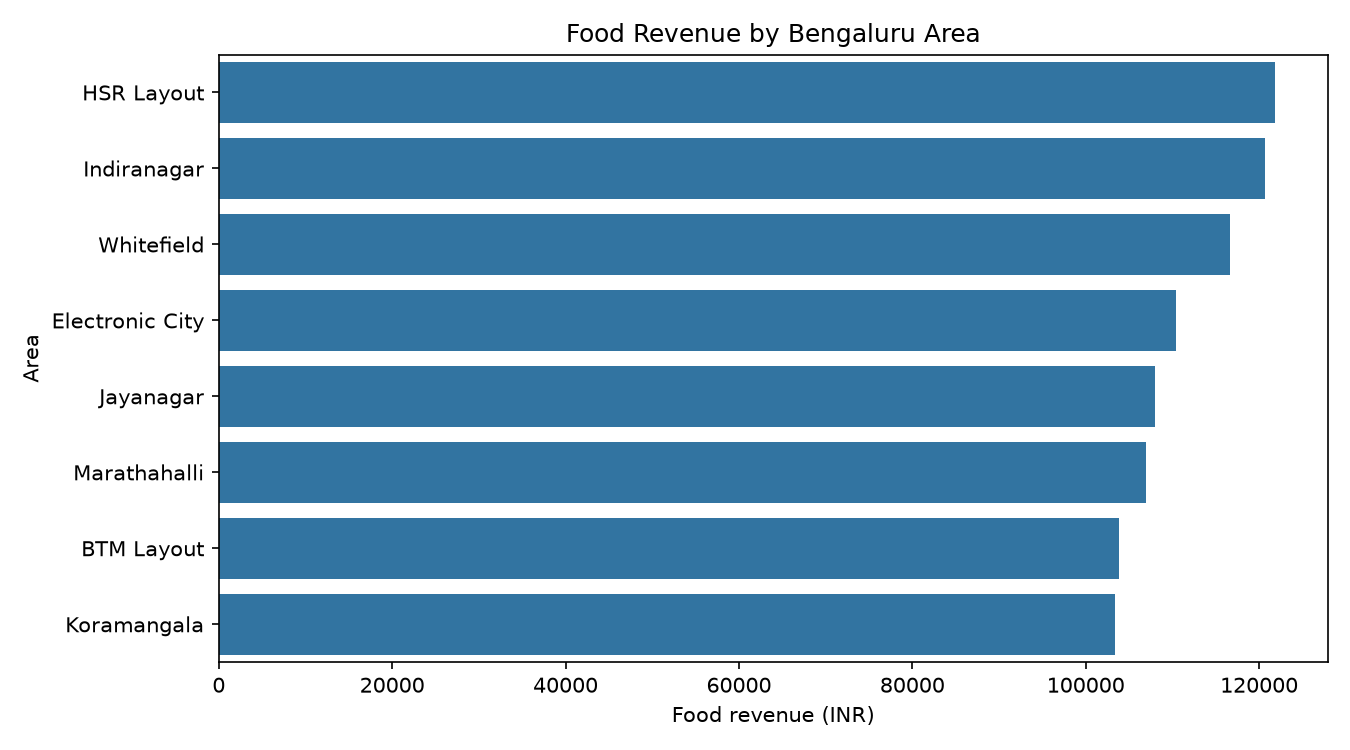 Food Revenue by Bengaluru Area
HSR Layout
Indiranagar
Whitefield
Electronic City
Jayanagar
Marathahalli
BTM Layout
Koramangala
Area
0 20000 40000 60000 80000 100000 120000
Food revenue (INR)